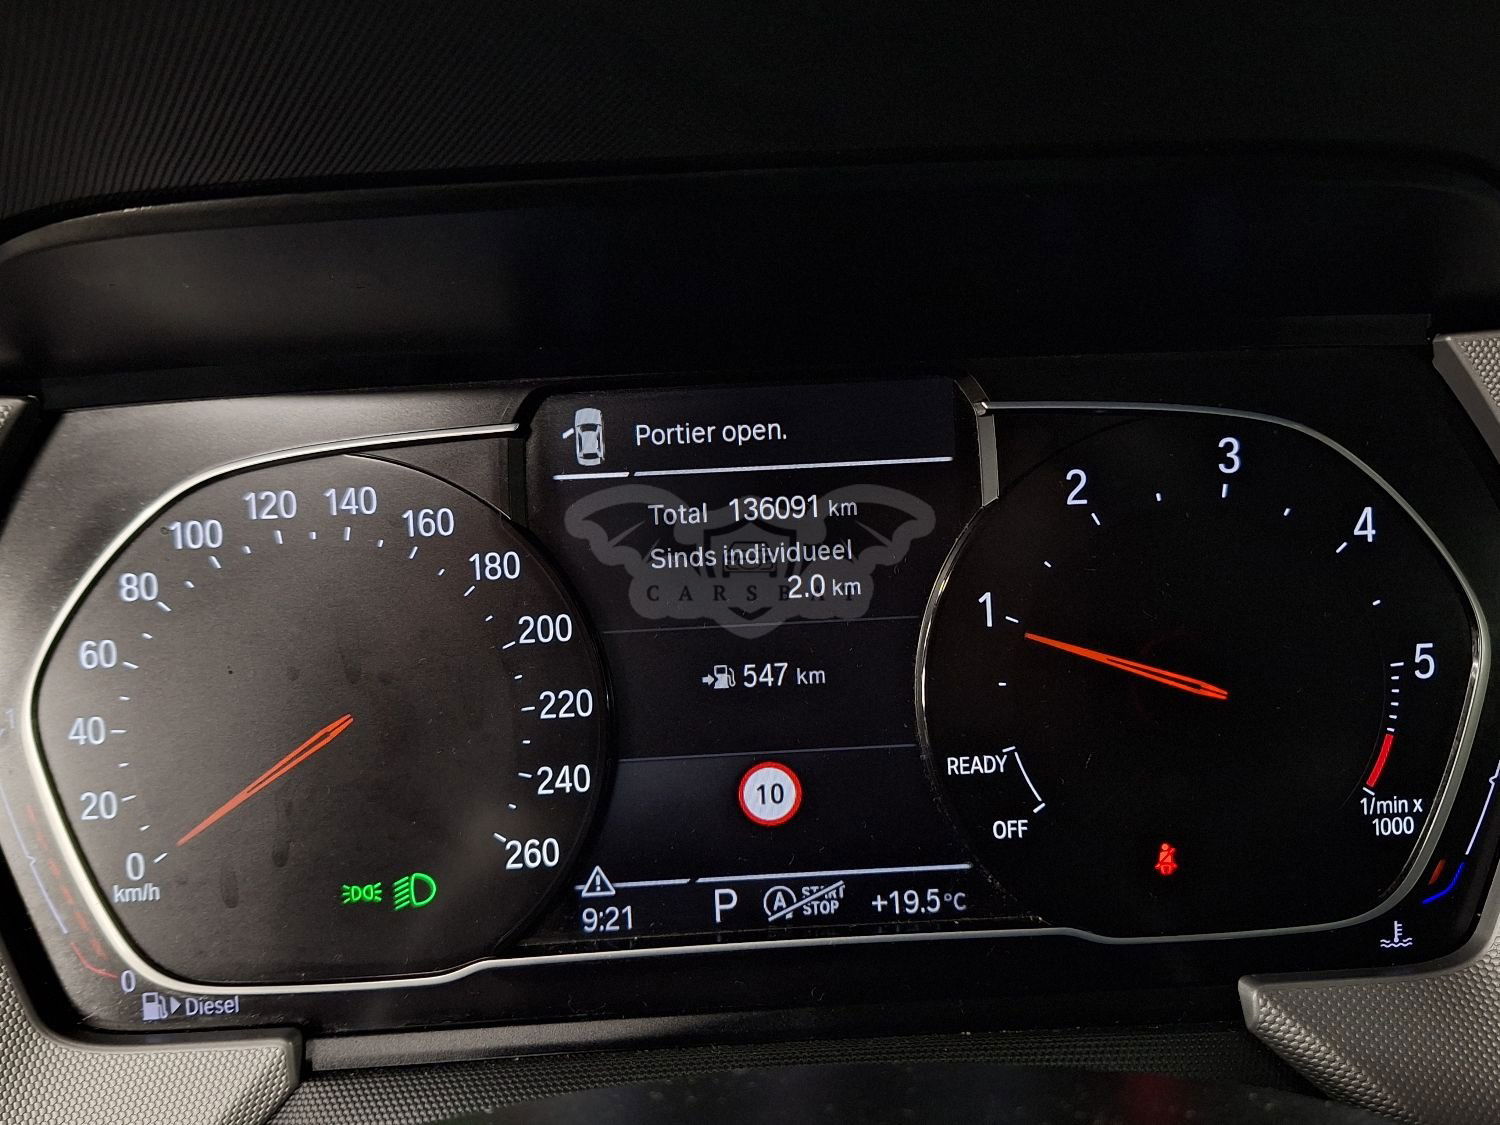 Portier open.
Total 136091 km
Sinds individueel
2.0 km
547 km
10
9:21
P
A START STOP
+19.5°C
0
20
40
60
80
100
120
140
160
180
200
220
240
260
km/h
0
Diesel
1
2
3
4
5
READY
OFF
1/min x
1000